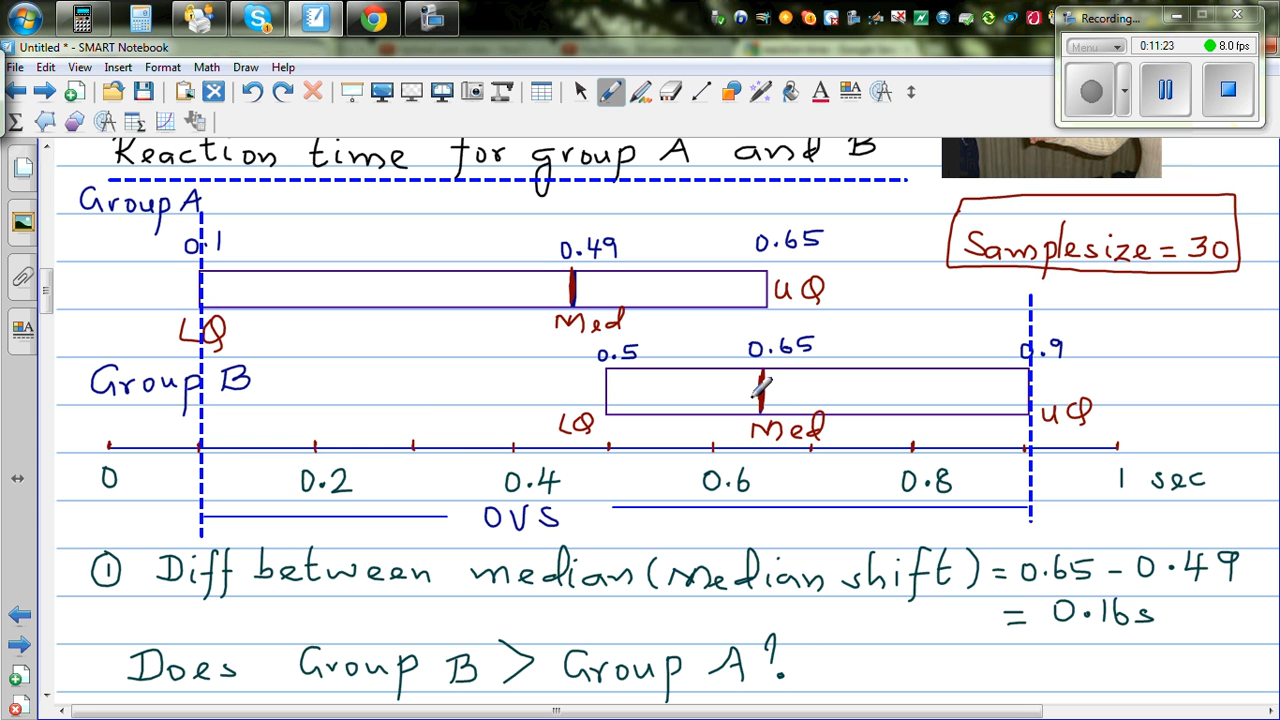 Recording...
Untitled * - SMART Notebook
Menu 0:11:23 8.0 fps
File Edit View Insert Format Math Draw Help
Reaction time for group A and B
Group A
0.1 0.49 0.65
Samplesize = 30
LQ Med UQ
0.5 0.65 0.9
Group B
LQ Med UQ
0 0.2 0.4 0.6 0.8 1 sec
OVS
① Diff between median (Median shift) = 0.65 - 0.49
= 0.16s
Does Group B > Group A?